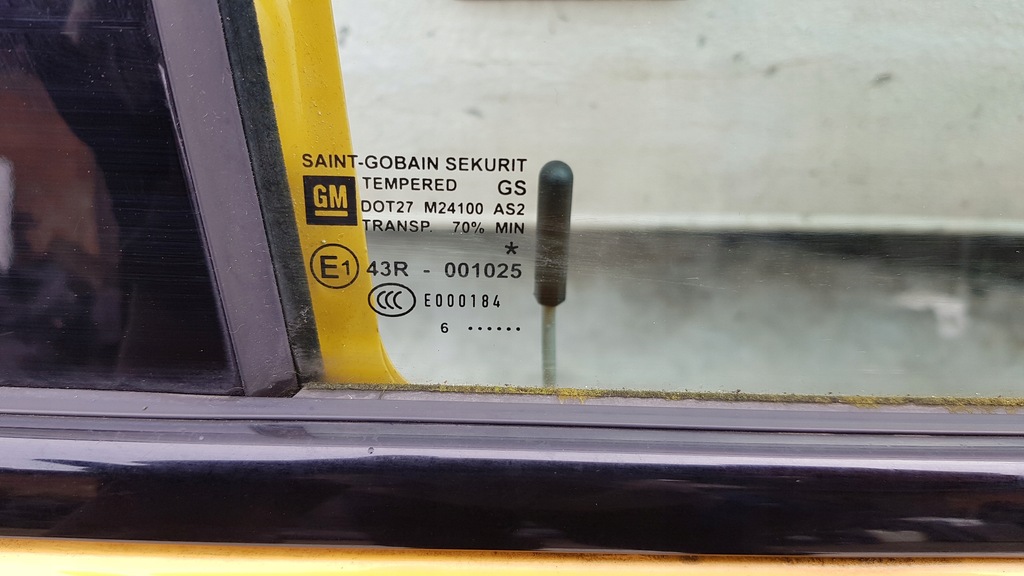 SAINT-GOBAIN SEKURIT
GM TEMPERED GS
DOT27 M24100 AS2
TRANSP. 70% MIN
*
E1 43R - 001025
CCC E000184
6 ......